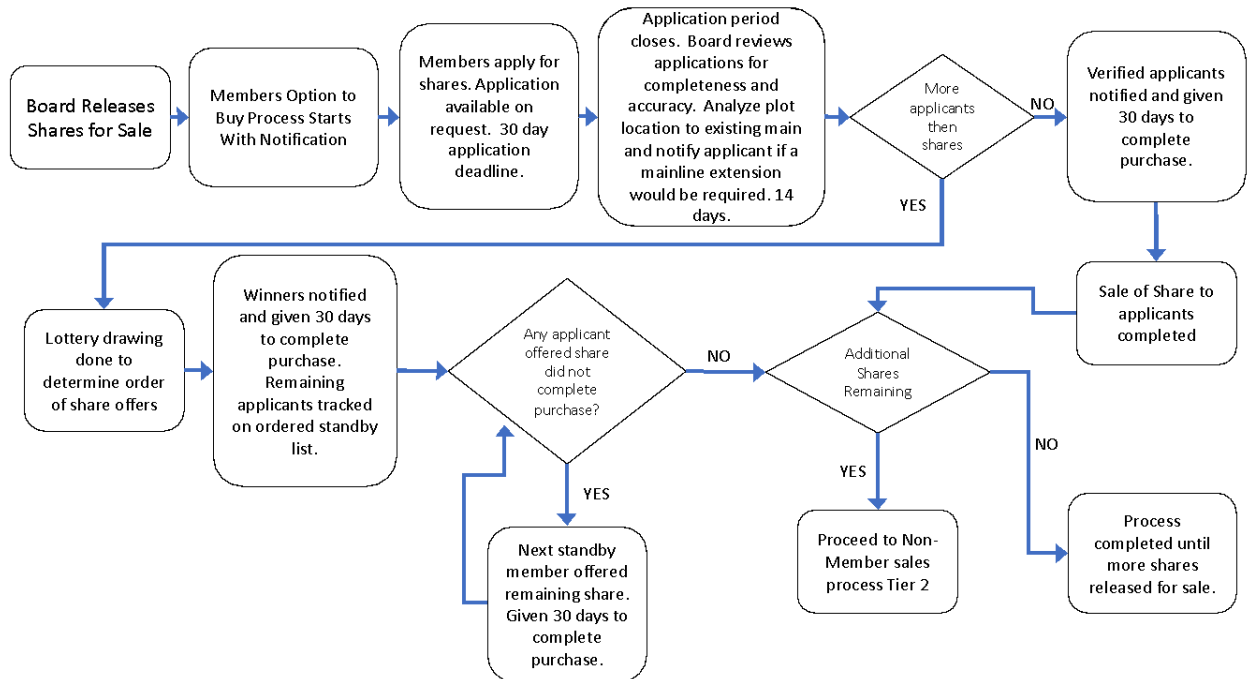 Board Releases
Shares for Sale
Members Option to
Buy Process Starts
With Notification
Members apply for
shares. Application
available on
request.  30 day
application
deadline.
Application period
closes.  Board reviews
applications for
completeness and
accuracy.  Analyze plot
location to existing main
and notify applicant if a
mainline extension
would be required. 14
days.
More
applicants
then
shares
NO
Verified applicants
notified and given
30 days to
complete
purchase.
YES
Lottery drawing
done to
determine order
of share offers
Winners notified
and given 30 days
to complete
purchase.
Remaining
applicants tracked
on ordered standby
list.
Any applicant
offered share
did not
complete
purchase?
NO
Additional
Shares
Remaining
Sale of Share to
applicants
completed
YES
Next standby
member offered
remaining share.
Given 30 days to
complete
purchase.
YES
Proceed to Non-
Member sales
process Tier 2
NO
Process
completed until
more shares
released for sale.